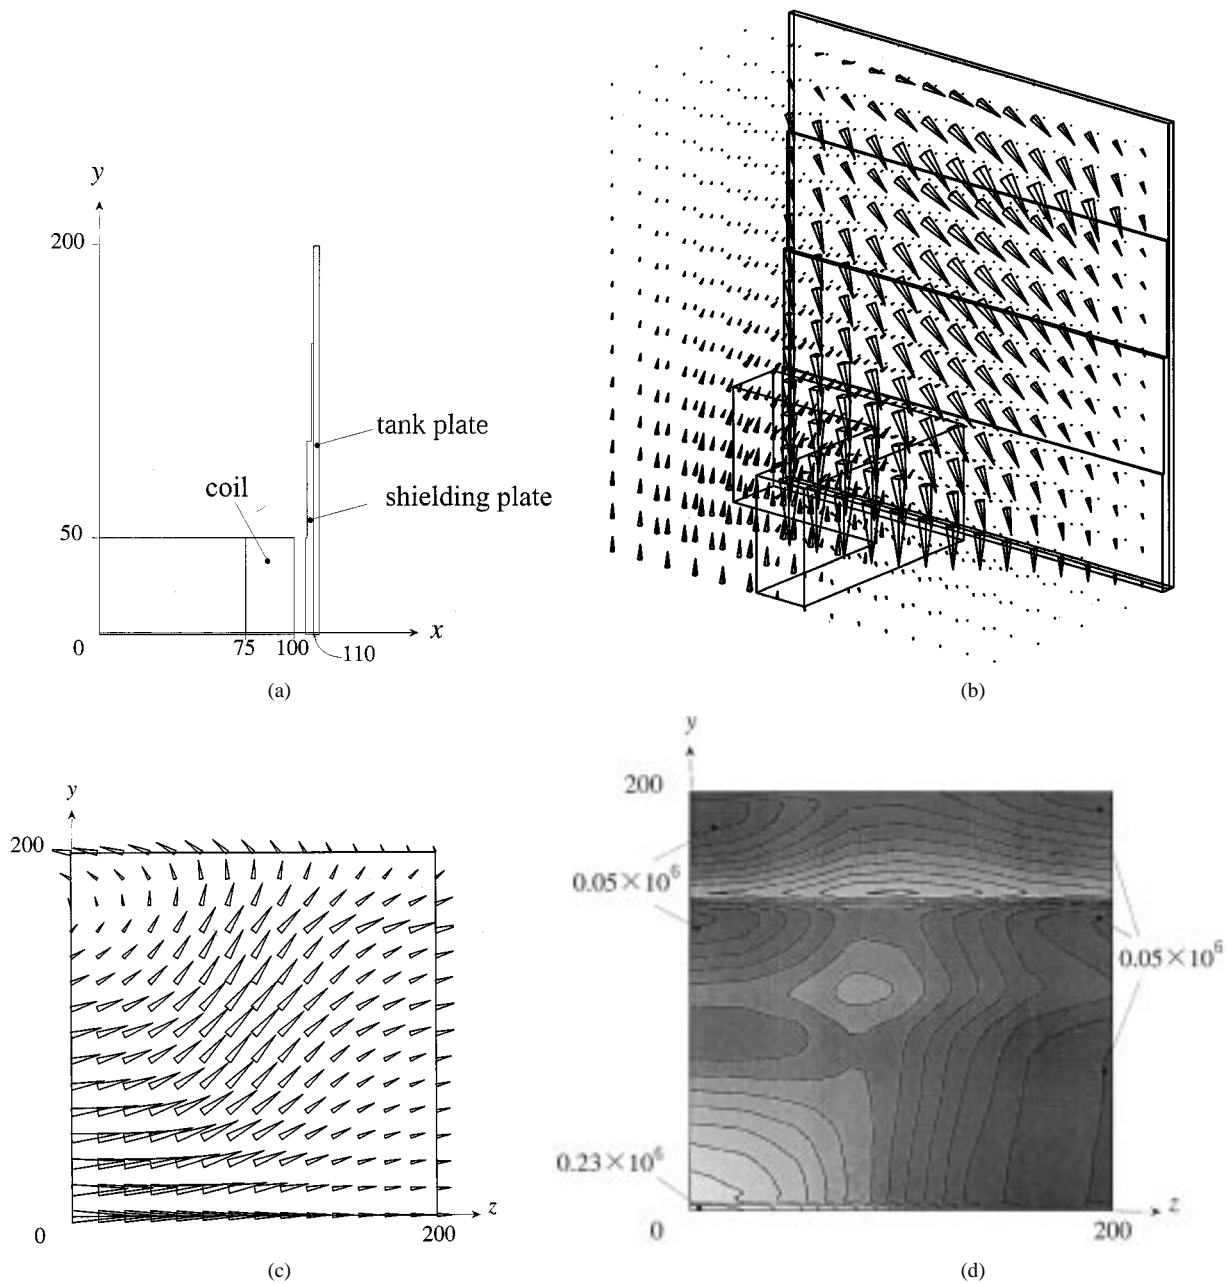 y
200
tank plate
coil
shielding plate
50
x
0
75
100
110
(a)
(b)
y
200
0
z
200
(c)
y
200
0.05×10⁶
0.05×10⁶
0.23×10⁶
0
200
z
(d)